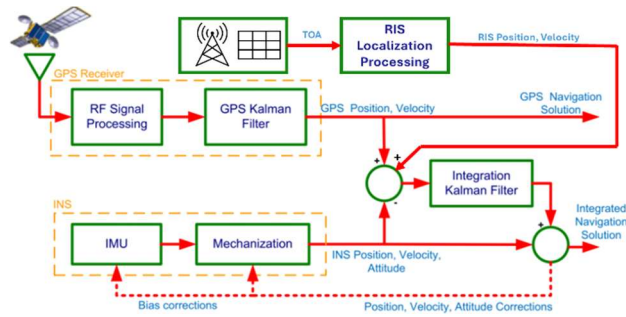 TOA
RIS
Localization
Processing
RIS Position, Velocity
GPS Receiver
RF Signal
Processing
GPS Kalman
Filter
GPS Position, Velocity
GPS Navigation
Solution
+
+
-
Integration
Kalman Filter
INS
IMU
Mechanization
INS Position, Velocity,
Attitude
+
Integrated
Navigation
Solution
Bias corrections
Position, Velocity, Attitude Corrections